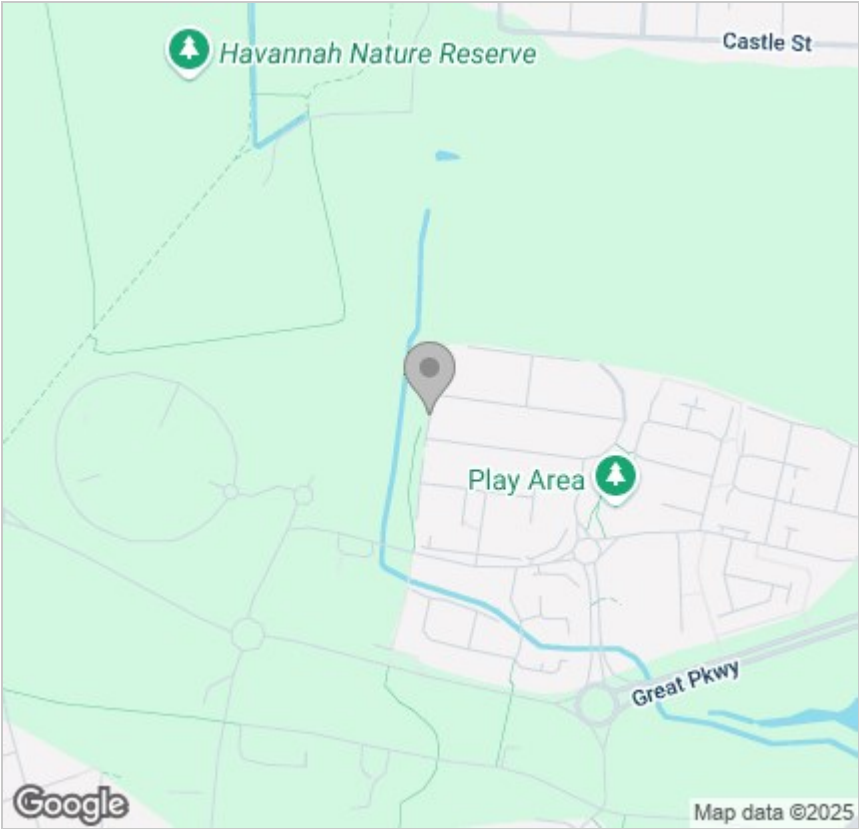 Castle St
Havannah Nature Reserve
Play Area
Great Pkwy
Google
Map data ©2025